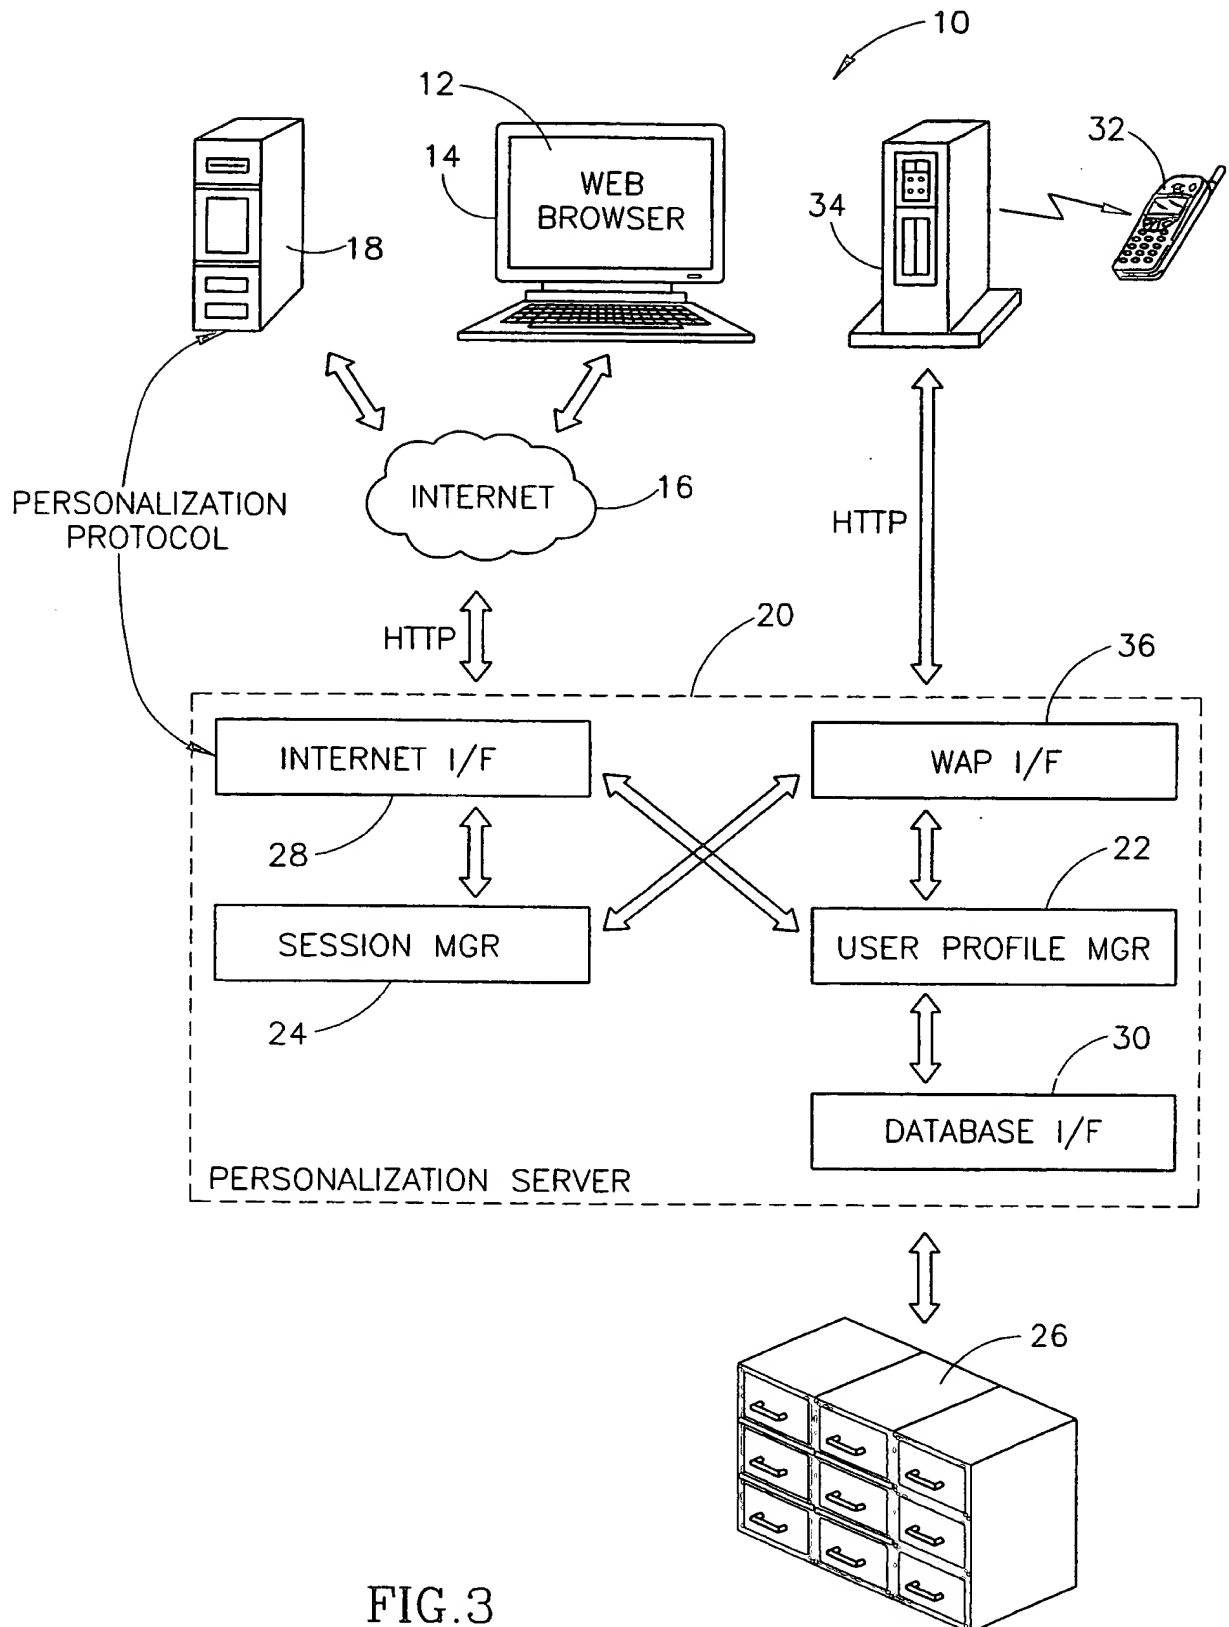 10
12
14
WEB
BROWSER
32
34
18
PERSONALIZATION
PROTOCOL
INTERNET
16
HTTP
HTTP
20
36
INTERNET I/F
WAP I/F
28
22
SESSION MGR
USER PROFILE MGR
24
30
DATABASE I/F
PERSONALIZATION SERVER
26
FIG.3